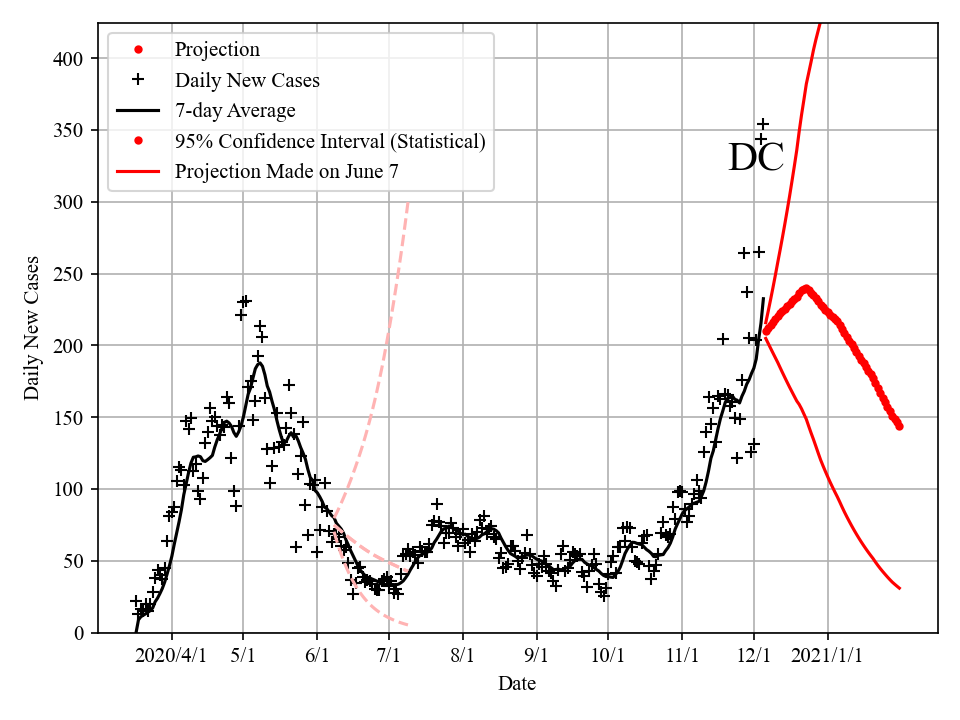 400
350
300
250
200
150
100
50
0
Daily New Cases
Projection
Daily New Cases
7-day Average
95% Confidence Interval (Statistical)
Projection Made on June 7
DC
2020/4/1 5/1 6/1 7/1 8/1 9/1 10/1 11/1 12/1 2021/1/1
Date